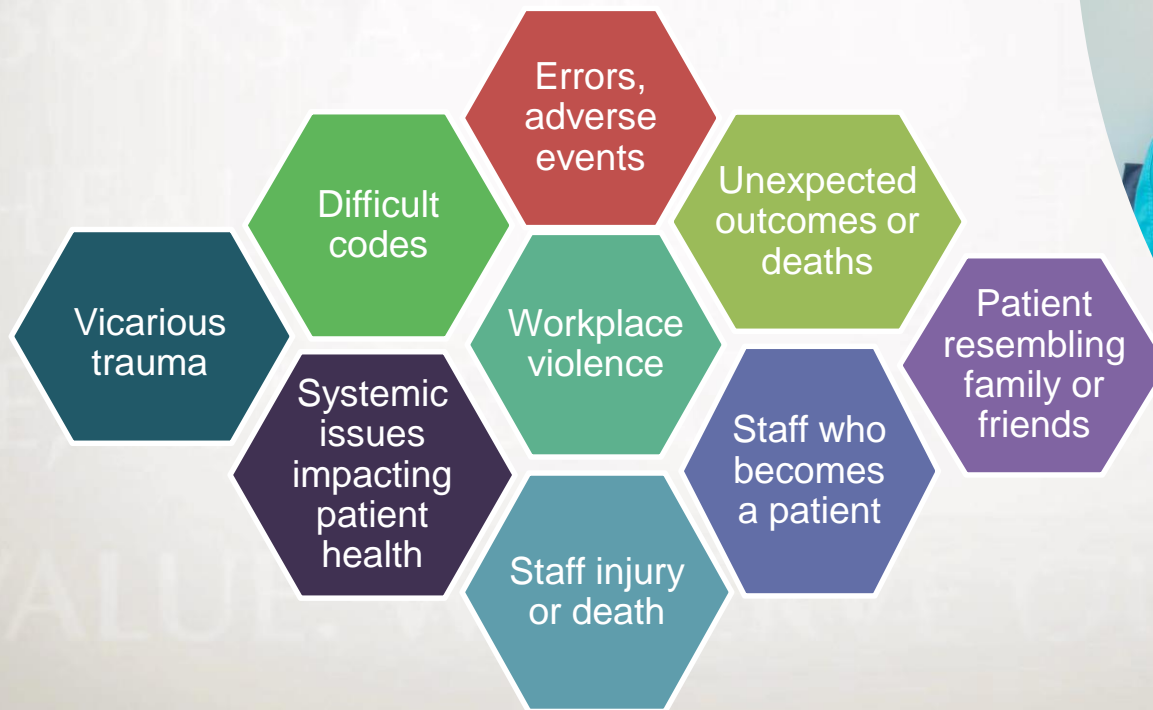 Errors,
adverse
events
Difficult
codes
Unexpected
outcomes or
deaths
Vicarious
trauma
Workplace
violence
Patient
resembling
family or
friends
Systemic
issues
impacting
patient
health
Staff who
becomes
a patient
Staff injury
or death